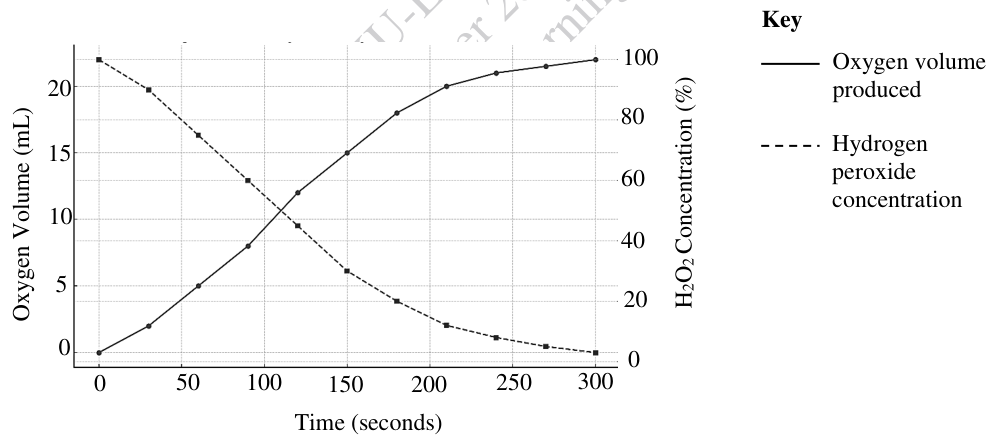 Key
Oxygen volume
produced
Hydrogen
peroxide
concentration
Oxygen Volume (mL)
20
15
10
5
0
100
80
60
40
20
0
H₂O₂ Concentration (%)
0 50 100 150 200 250 300
Time (seconds)